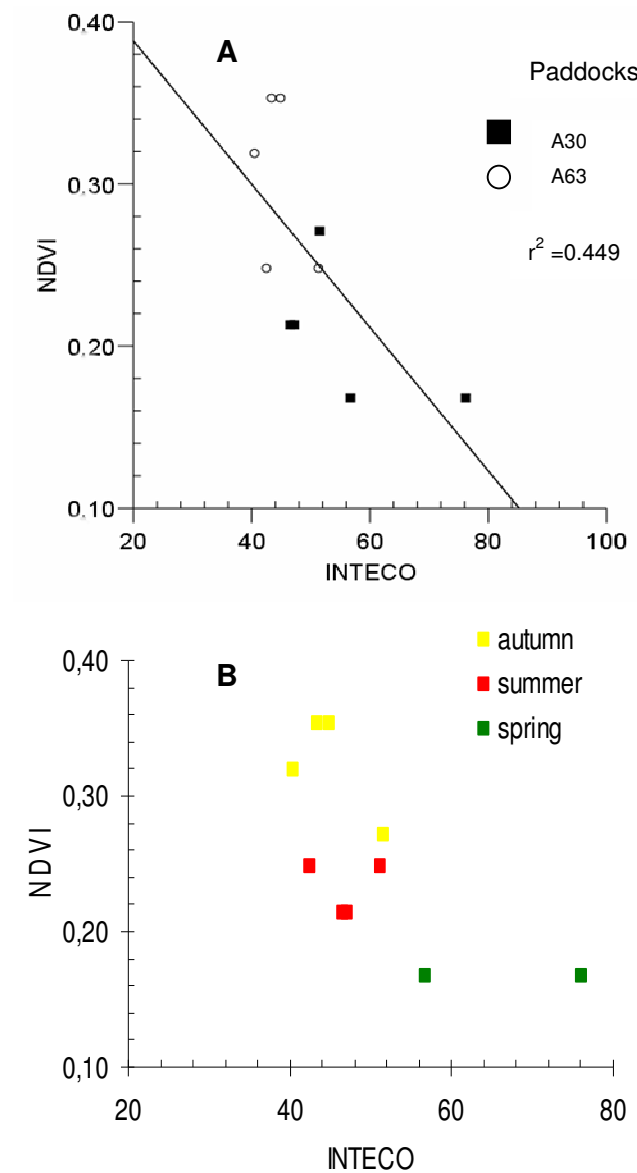 0.40
A
Paddocks
A30
0.30
A63
NDVI
r² =0.449
0.20
0.10
20 40 60 80 100
INTECO
autumn
0,40
B
summer
spring
0,30
NDVI
0,20
0,10
20 40 60 80
INTECO